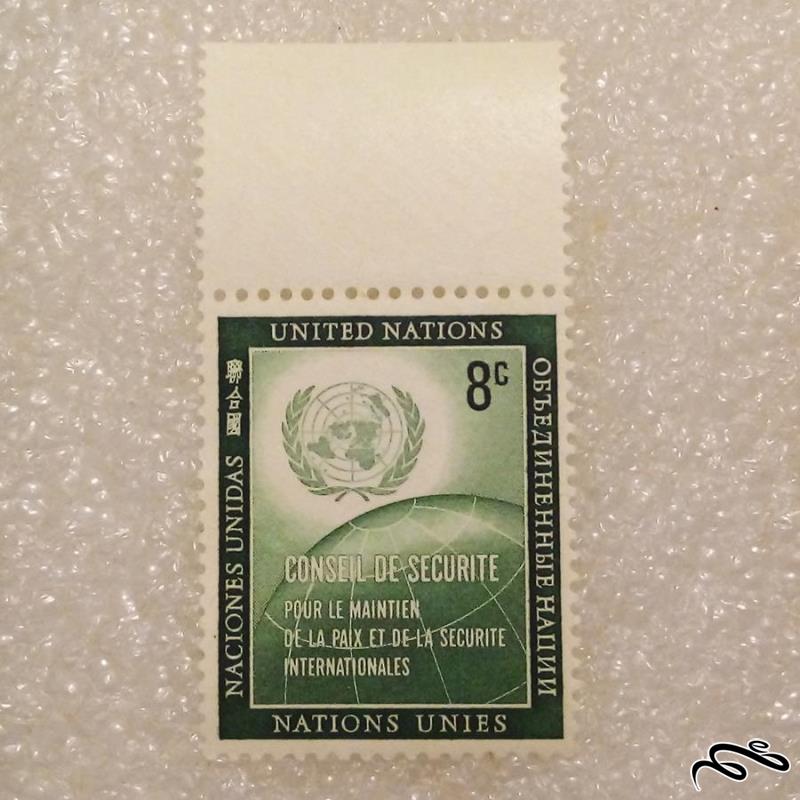 UNITED NATIONS
8c
聯合國
NACIONES UNIDAS
ОБЪЕДИНЕННЫЕ НАЦИИ
CONSEIL DE SECURITE
POUR LE MAINTIEN
DE LA PAIX ET DE LA SECURITE
INTERNATIONALES
NATIONS UNIES